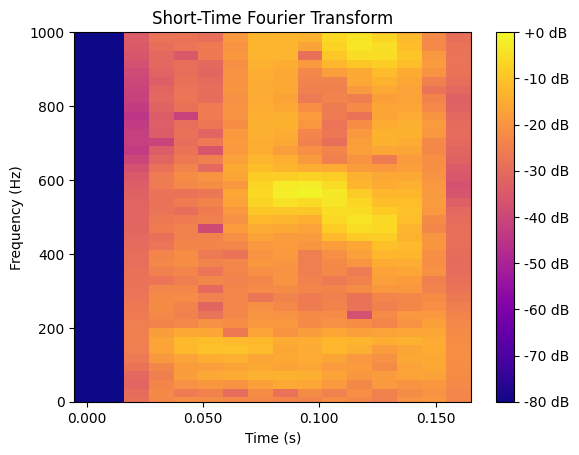 Short-Time Fourier Transform
1000
800
600
400
200
0
Frequency (Hz)
0.000
0.050
0.100
0.150
Time (s)
+0 dB
-10 dB
-20 dB
-30 dB
-40 dB
-50 dB
-60 dB
-70 dB
-80 dB